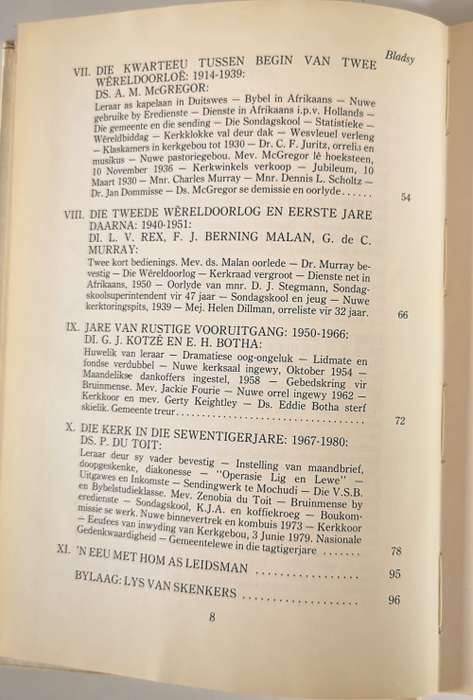 Bladsy
VII. DIE KWARTEEU TUSSEN BEGIN VAN TWEE
WÊRELDOORLOË: 1914-1939:
DS. A. M. McGREGOR:
Leraar as kapelaan in Duitswes — Bybel in Afrikaans — Nuwe
gebruike by Erediense — Dienste in Afrikaans i.p.v. Hollands —
Die gemeente en die sending — Die Sondagskool — Statistieke —
Wêreldbiddag — Kerkklokke val deur dak — Wesvleuel verleng
— Klaskamers in kerkgebou tot 1930 — Dr. C. F. Juritz, orrelis en
musikus — Nuwe pastoriegebou. Mev. McGregor lê hoeksteen,
10 November 1936 — Kerkwinkels verkoop — Jubileum, 10
Maart 1930 — Mnr. Charles Murray — Mnr. Dennis L. Scholtz —
Dr. Jan Dommisse — Ds. McGregor se demissie en oorlyde ...... 54
VIII. DIE TWEEDE WÊRELDOORLOG EN EERSTE JARE
DAARNA: 1940-1951:
DI. L. V. REX, F. J. BERNING MALAN, G. de C.
MURRAY:
Twee kort bedienings. Mev. ds. Malan oorlede — Dr. Murray be-
vestig — Die Wêreldoorlog — Kerkraad vergroot — Dienste net in
Afrikaans, 1950 — Oorlyde van mnr. D. J. Stegmann, Sondag-
skoolsuperintendent vir 47 jaar — Sondagskool en jeug — Nuwe
kerktoringspits, 1939 — Mej. Helen Dillman, orreliste vir 32 jaar. 66
IX. JARE VAN RUSTIGE VOORUITGANG: 1950-1966:
DI. G. J. KOTZÉ EN E. H. BOTHA:
Huwelik van leraar — Dramatiese oog-ongeluk — Lidmate en
fondse verdubbel — Nuwe kerksaal ingewy, Oktober 1954 —
Maandelikse dankoffers ingestel, 1958 — Gebedskring vir
Bruinmense. Mev. Jackie Fourie — Nuwe orrel ingewy 1962 —
Kerkkoor en mev. Gerty Keightley — Ds. Eddie Botha sterf
skielik. Gemeente treur ........................................ 72
X. DIE KERK IN DIE SEWENTIGERJARE: 1967-1980:
DS. P. DU TOIT:
Leraar deur sy vader bevestig — Instelling van maandbrief,
doopgeskenke, diakonesse — "Operasie Lig en Lewe" —
Uitgawes en Inkomste — Sendingwerk te Mochudi — Die V.S.B.
en Bybelstudieklasse. Mev. Zenobia du Toit — Bruinmense by
eredienste — Sondagskool, K.J.A. en koffiekroeg — Boukom-
missie se werk. Nuwe binnevertrek en kombuis 1973 — Kerkkoor
— Eeufees van inwyding van Kerkgebou, 3 Junie 1979. Nasionale
Gedenkwaardigheid — Gemeentelewe in die tagtigerjare ....... 78
XI. 'N EEU MET HOM AS LEIDSMAN ................... 95
BYLAAG: LYS VAN SKENKERS ..................... 96
8